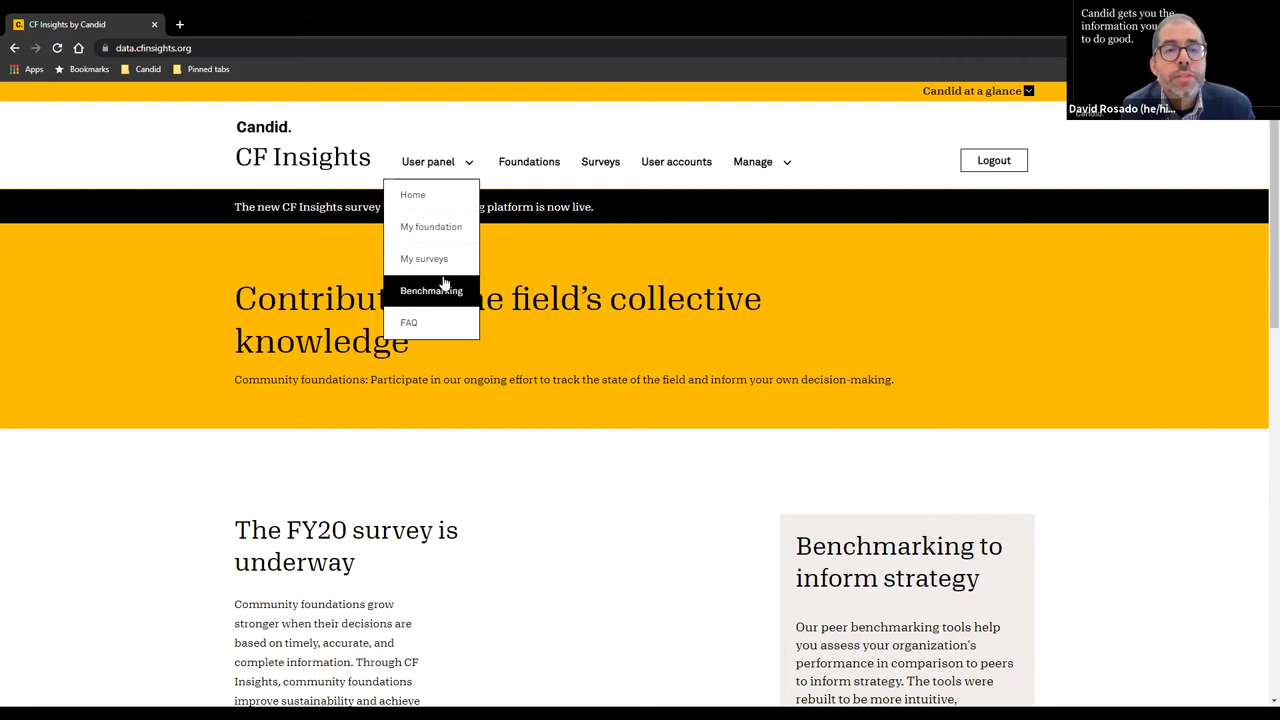 CF Insights by Candid
data.cfinsights.org
Apps
Bookmarks
Candid
Pinned tabs
Candid gets you the
information you
to do good.
David Rosado (he/hi...
Candid.
Candid at a glance
Candid.
CF Insights
User panel
Foundations
Surveys
User accounts
Manage
Logout
Home
My foundation
My surveys
Benchmarking
FAQ
The new CF Insights survey
g platform is now live.
Contribut
e field's collective
knowledge
Community foundations: Participate in our ongoing effort to track the state of the field and inform your own decision-making.
The FY20 survey is
underway
Community foundations grow
stronger when their decisions are
based on timely, accurate, and
complete information. Through CF
Insights, community foundations
improve sustainability and achieve
Benchmarking to
inform strategy
Our peer benchmarking tools help
you assess your organization's
performance in comparison to peers
to inform strategy. The tools were
rebuilt to be more intuitive,